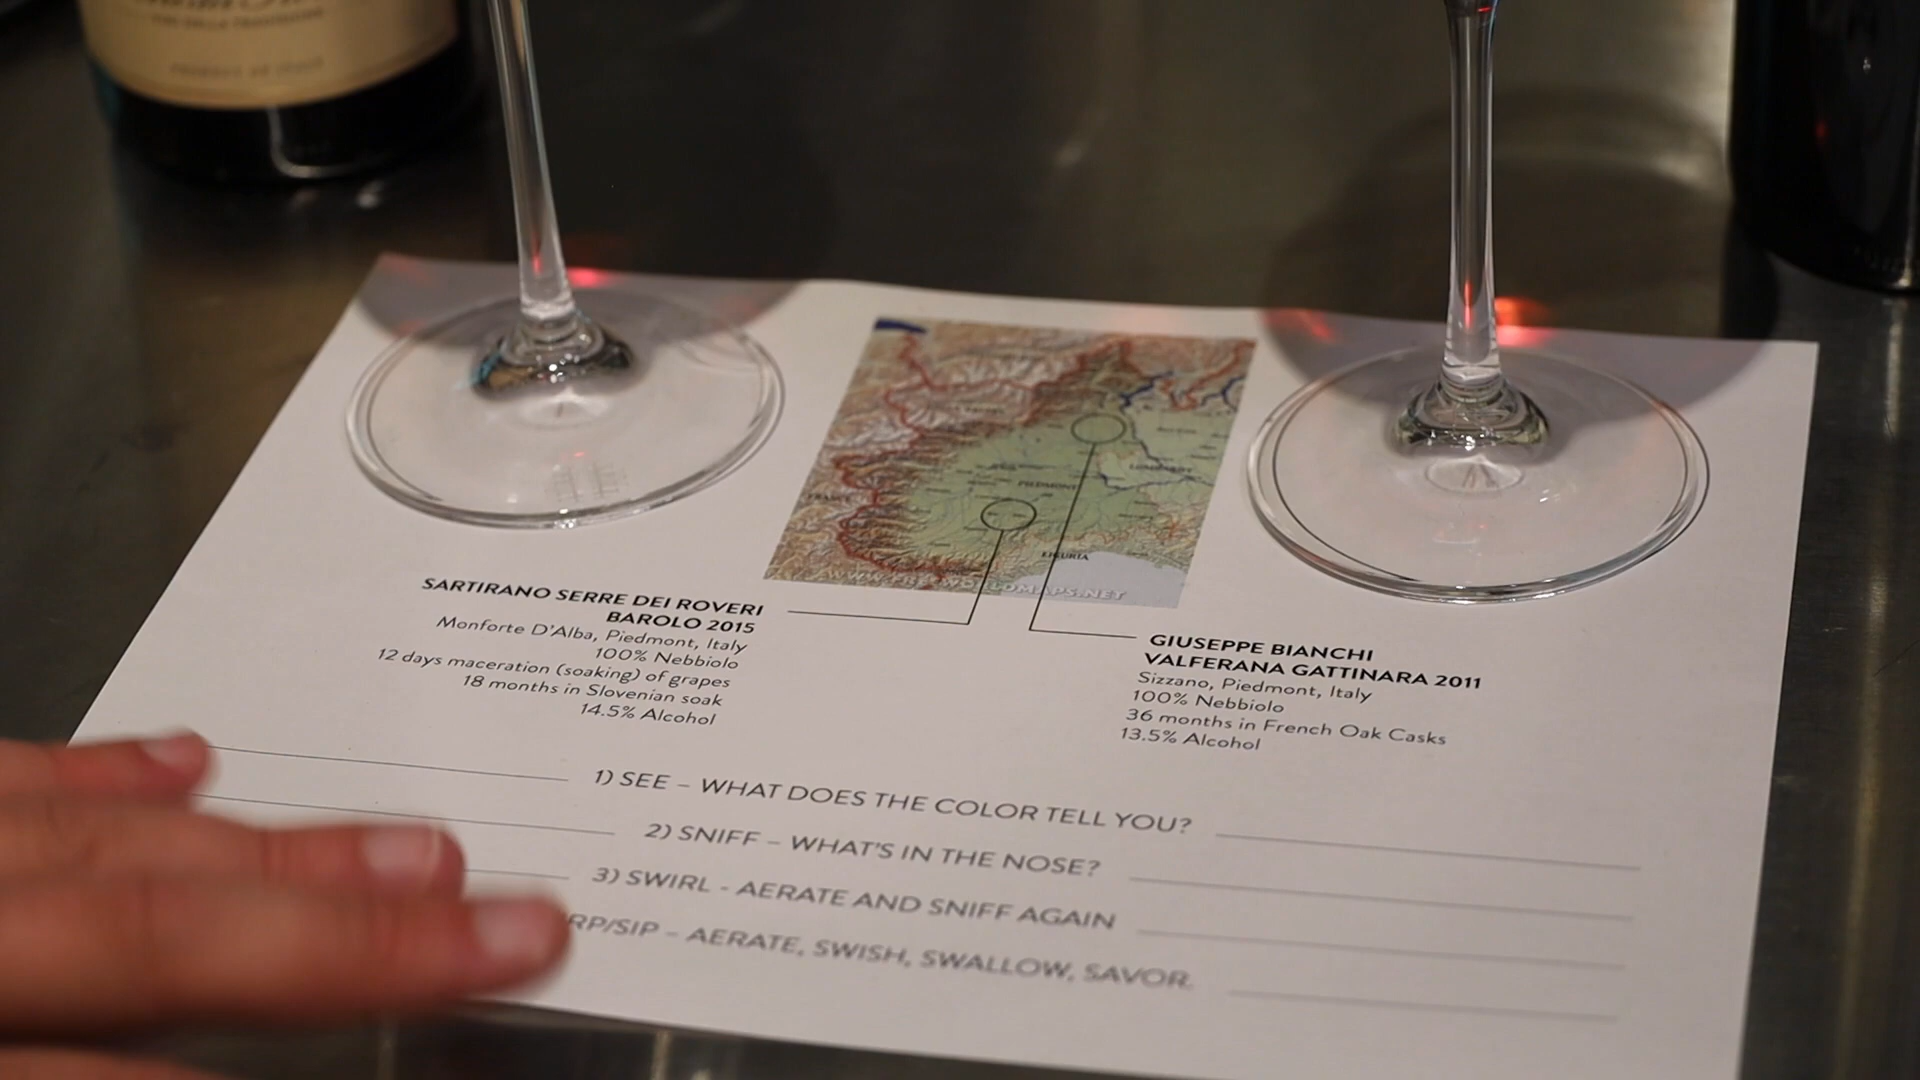 PRODUCT OF ITALY
PIEDMONT
LOMBARDY
FRANCE
LIGURIA
SARTIRANO SERRE DEI ROVERI
BAROLO 2015
Monforte D'Alba, Piedmont, Italy
100% Nebbiolo
12 days maceration (soaking) of grapes
18 months in Slovenian soak
14.5% Alcohol
GIUSEPPE BIANCHI
VALFERANA GATTINARA 2011
Sizzano, Piedmont, Italy
100% Nebbiolo
36 months in French Oak Casks
13.5% Alcohol
1) SEE – WHAT DOES THE COLOR TELL YOU?
2) SNIFF – WHAT'S IN THE NOSE?
3) SWIRL - AERATE AND SNIFF AGAIN
RP/SIP – AERATE, SWISH, SWALLOW, SAVOR.